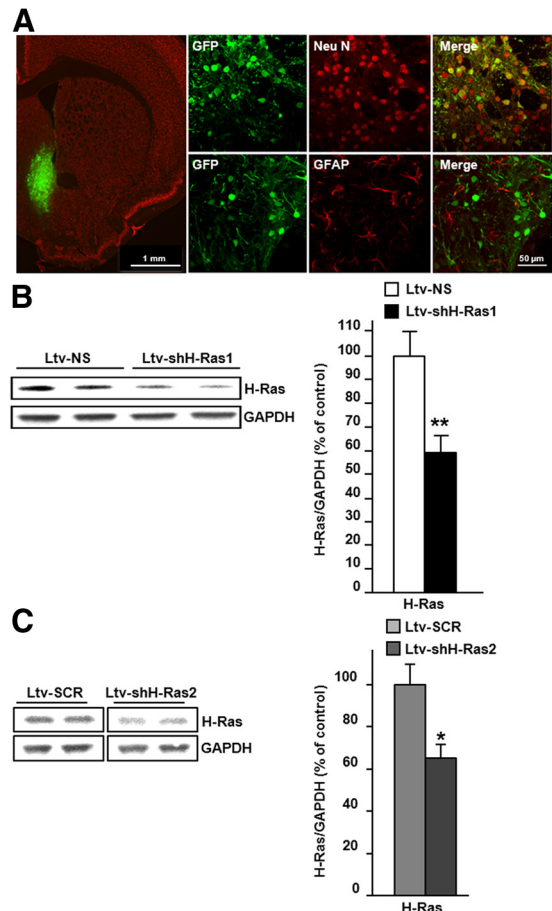 A
GFP
Neu N
Merge
GFP
GFAP
Merge
1 mm
50 µm
B
Ltv-NS
Ltv-shH-Ras1
H-Ras
GAPDH
Ltv-NS
Ltv-shH-Ras1
H-Ras/GAPDH (% of control)
110
100
90
80
70
60
50
40
30
20
10
0
**
H-Ras
C
Ltv-SCR
Ltv-shH-Ras2
H-Ras
GAPDH
Ltv-SCR
Ltv-shH-Ras2
H-Ras/GAPDH (% of control)
100
80
60
40
20
0
*
H-Ras